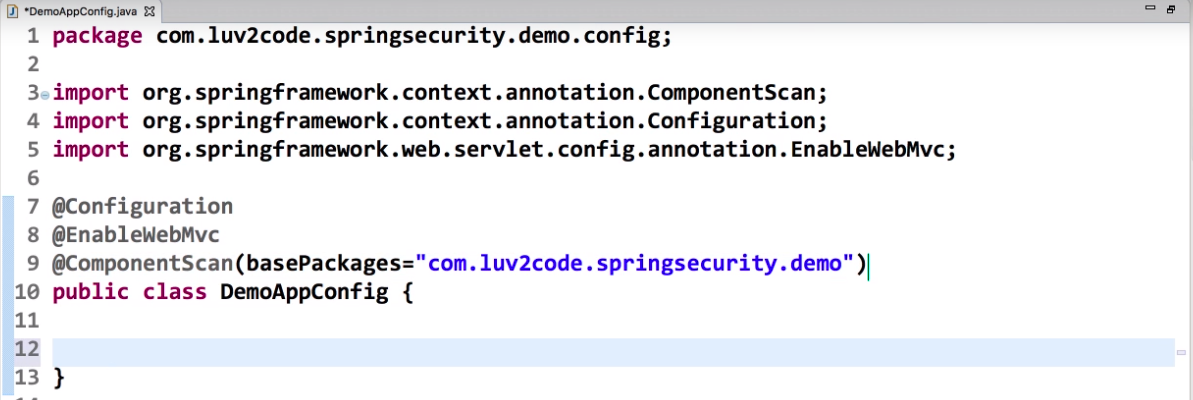 *DemoAppConfig.java
1 package com.luv2code.springsecurity.demo.config;
2
3 import org.springframework.context.annotation.ComponentScan;
4 import org.springframework.context.annotation.Configuration;
5 import org.springframework.web.servlet.config.annotation.EnableWebMvc;
6
7 @Configuration
8 @EnableWebMvc
9 @ComponentScan(basePackages="com.luv2code.springsecurity.demo")
10 public class DemoAppConfig {
11
12
13 }